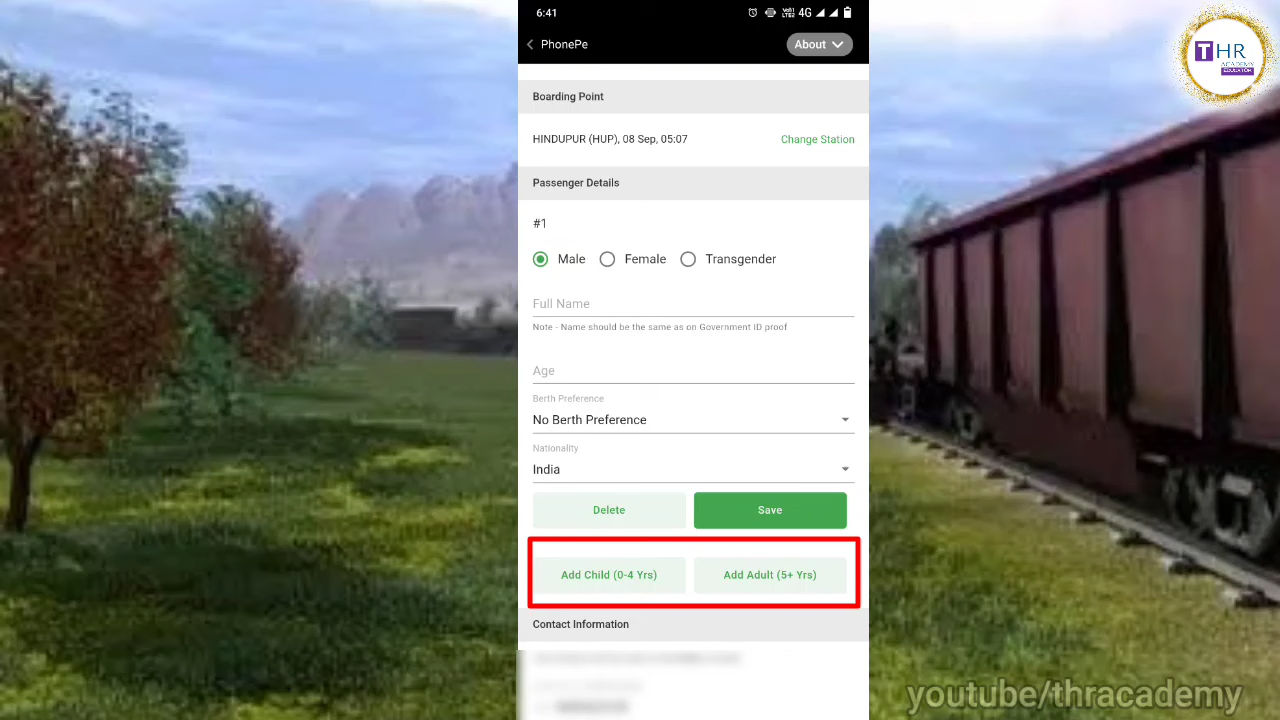 6:41
4G
PhonePe
About
THR
ACADEMY
EDUCATOR
Boarding Point
HINDUPUR (HUP), 08 Sep, 05:07
Change Station
Passenger Details
#1
Male Female Transgender
Full Name
Note - Name should be the same as on Government ID proof
Age
Berth Preference
No Berth Preference
Nationality
India
Delete Save
Add Child (0-4 Yrs) Add Adult (5+ Yrs)
Contact Information
youtube/thracademy